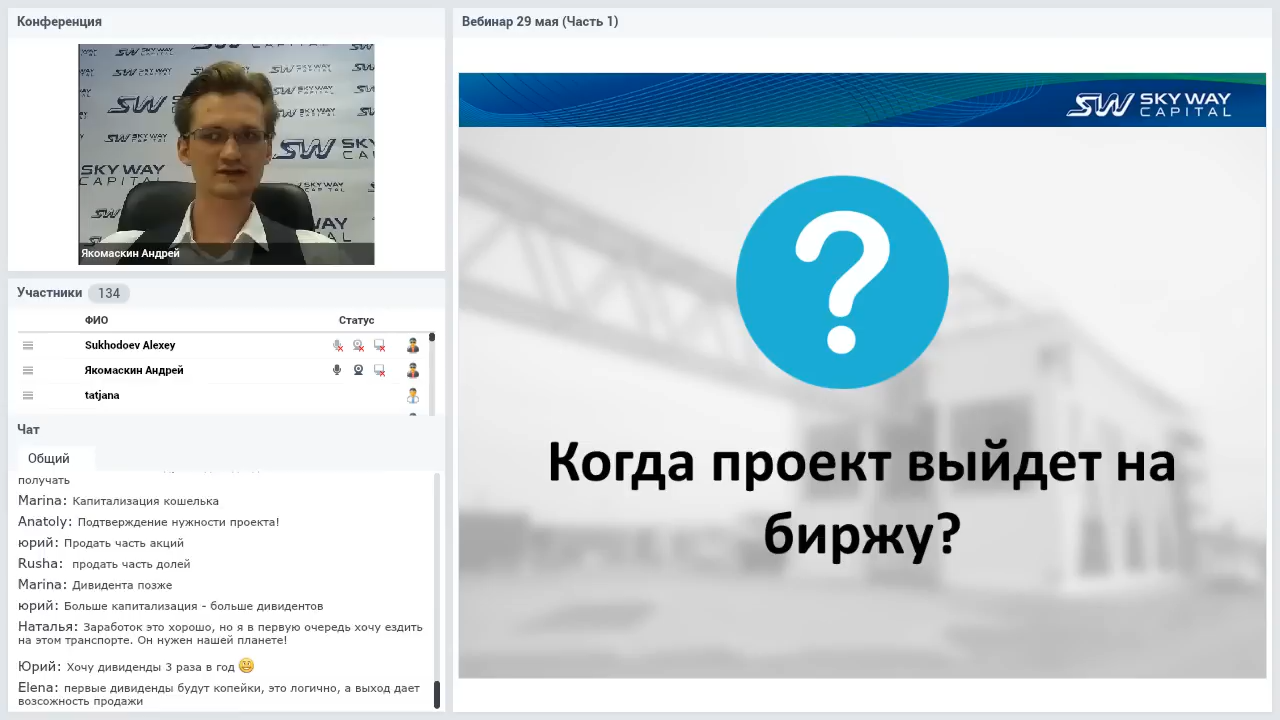 Конференция
SKY WAY
CAPITAL
Якомаскин Андрей
Участники 134
ФИО Статус
Sukhodoev Alexey
Якомаскин Андрей
tatjana
Чат
Общий
получать
Marina: Капитализация кошелька
Anatoly: Подтверждение нужности проекта!
юрий: Продать часть акций
Rusha: продать часть долей
Marina: Дивидента позже
юрий: Больше капитализация - больше дивидентов
Наталья: Заработок это хорошо, но я в первую очередь хочу ездить
на этом транспорте. Он нужен нашей планете!
Юрий: Хочу дивиденды 3 раза в год
Elena: первые дивиденды будут копейки, это логично, а выход дает
возсожность продажи
Вебинар 29 мая (Часть 1)
SW SKY WAY
CAPITAL
?
Когда проект выйдет на
биржу?